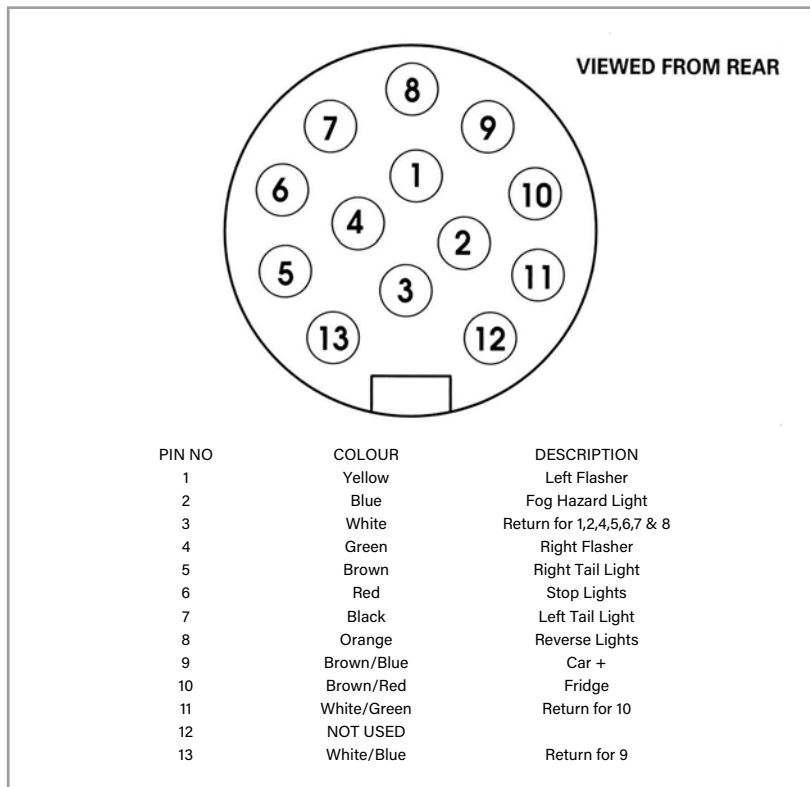 VIEWED FROM REAR
8
7
9
1
6
10
4
2
5
11
3
13
12
PIN NO COLOUR DESCRIPTION
1 Yellow Left Flasher
2 Blue Fog Hazard Light
3 White Return for 1,2,4,5,6,7 & 8
4 Green Right Flasher
5 Brown Right Tail Light
6 Red Stop Lights
7 Black Left Tail Light
8 Orange Reverse Lights
9 Brown/Blue Car +
10 Brown/Red Fridge
11 White/Green Return for 10
12 NOT USED
13 White/Blue Return for 9